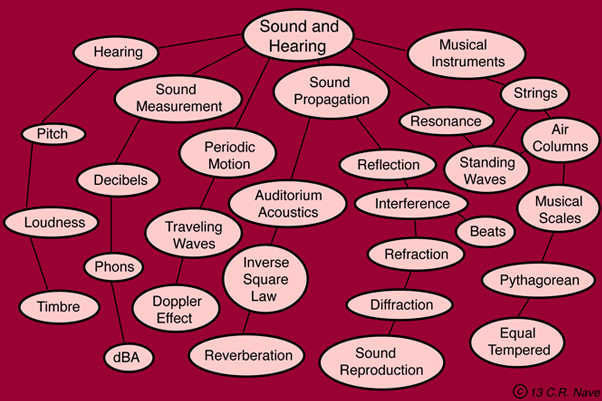 Sound and
Hearing
Hearing
Musical
Instruments
Sound
Measurement
Sound
Propagation
Strings
Pitch
Resonance
Air
Columns
Periodic
Motion
Reflection
Standing
Waves
Decibels
Auditorium
Acoustics
Interference
Musical
Scales
Loudness
Traveling
Waves
Beats
Refraction
Phons
Inverse
Square
Law
Pythagorean
Timbre
Doppler
Effect
Diffraction
Equal
Tempered
dBA
Reverberation
Sound
Reproduction
© 13 C.R. Nave